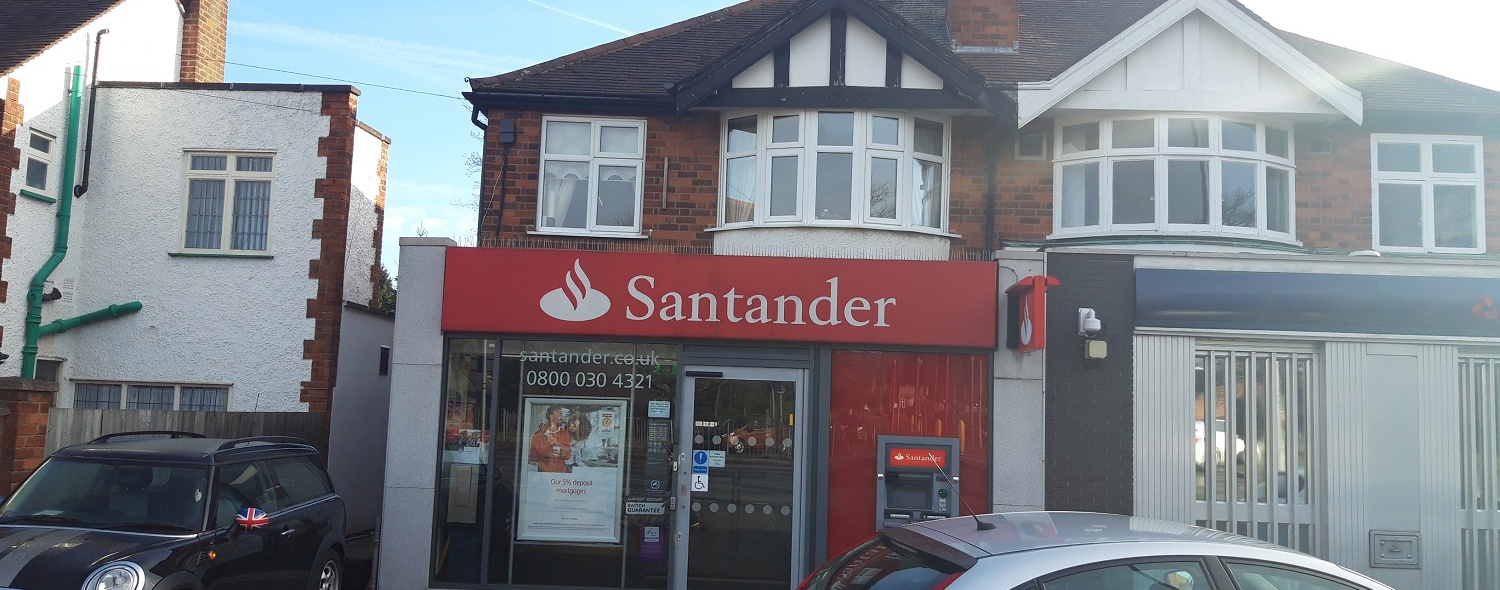 Santander
santander.co.uk
0800 030 4321
Our 5% deposit
mortgages
SWITCH
GUARANTEE
Santander